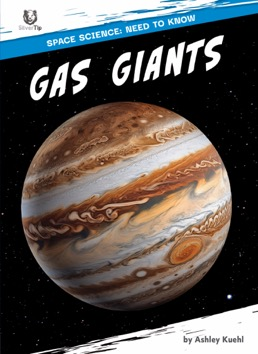 SilverTip
SPACE SCIENCE: NEED TO KNOW
GAS GIANTS
by Ashley Kuehl